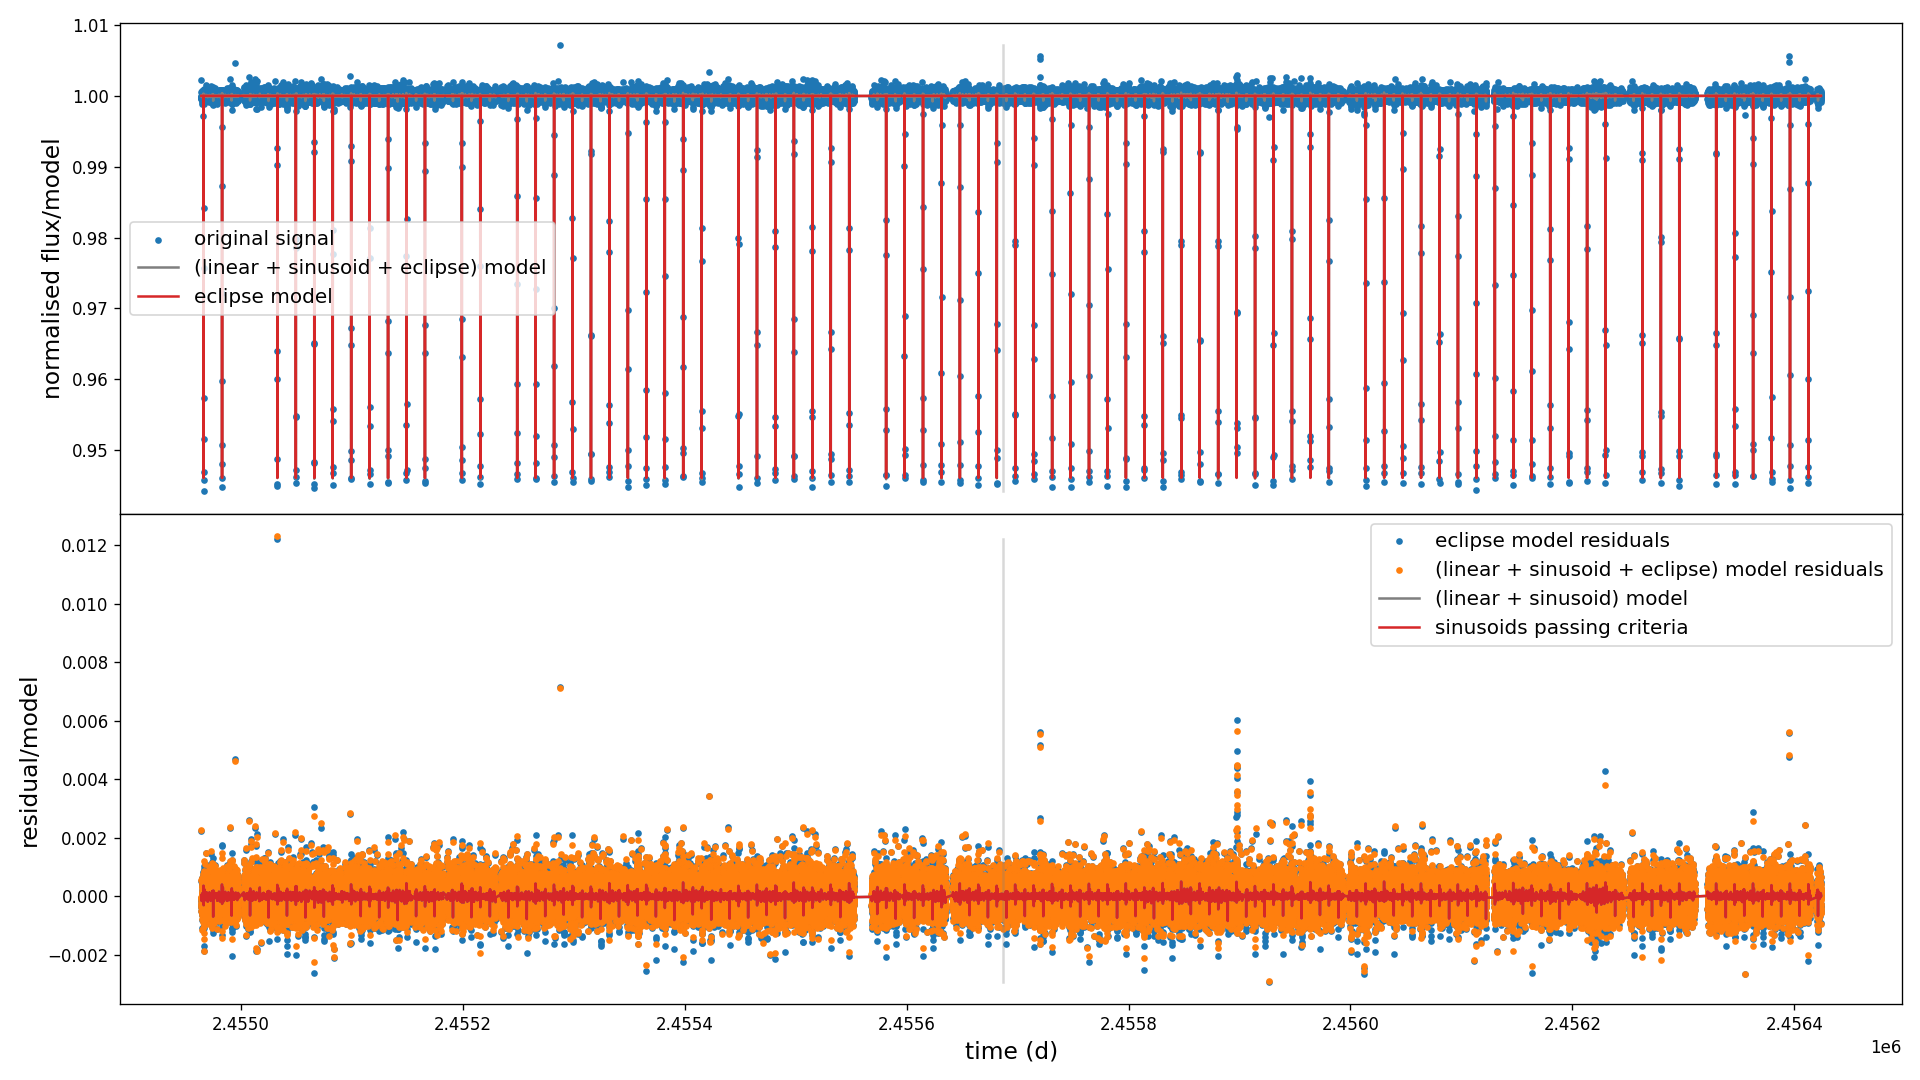 1.01
1.00
0.99
0.98
0.97
0.96
0.95
normalised flux/model
original signal
(linear + sinusoid + eclipse) model
eclipse model
0.012
0.010
0.008
0.006
0.004
0.002
0.000
−0.002
residual/model
eclipse model residuals
(linear + sinusoid + eclipse) model residuals
(linear + sinusoid) model
sinusoids passing criteria
2.4550 2.4552 2.4554 2.4556 2.4558 2.4560 2.4562 2.4564
1e6
time (d)